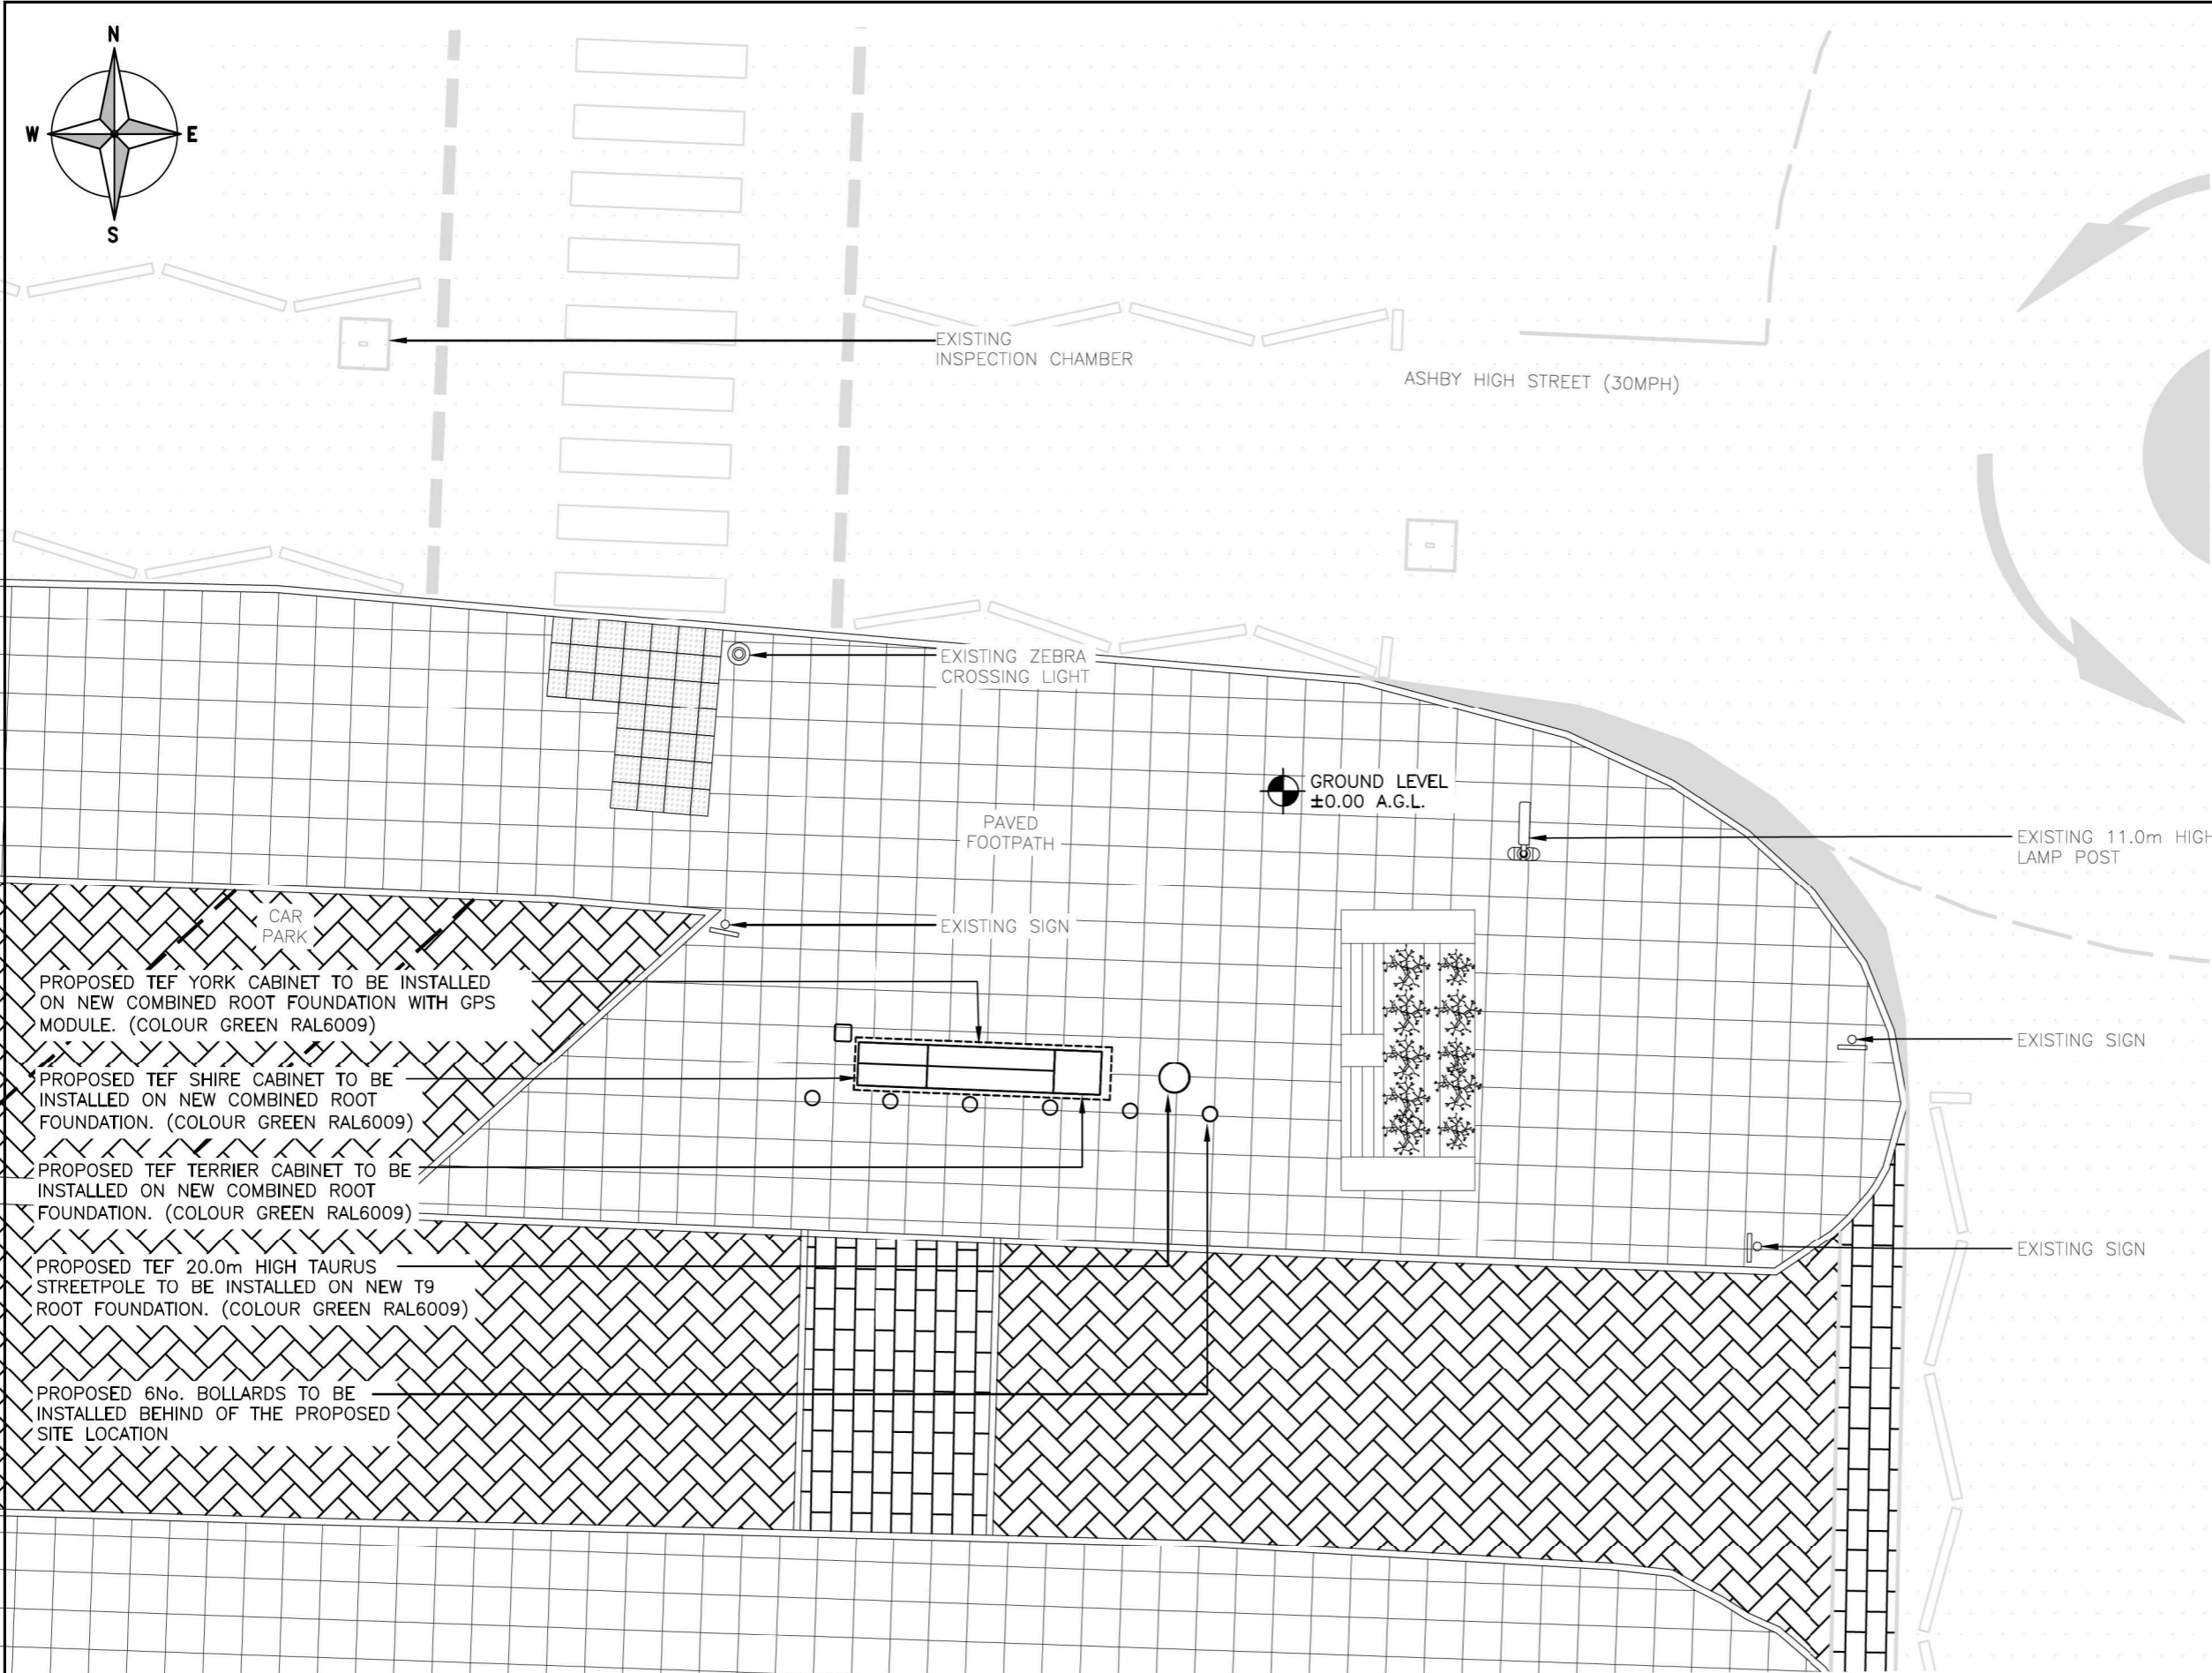 N
W
E
S
EXISTING
INSPECTION CHAMBER
ASHBY HIGH STREET (30MPH)
EXISTING ZEBRA
CROSSING LIGHT
GROUND LEVEL
±0.00 A.G.L.
PAVED
FOOTPATH
EXISTING 11.0m HIGH
LAMP POST
CAR
PARK
EXISTING SIGN
PROPOSED TEF YORK CABINET TO BE INSTALLED
ON NEW COMBINED ROOT FOUNDATION WITH GPS
MODULE. (COLOUR GREEN RAL6009)
EXISTING SIGN
PROPOSED TEF SHIRE CABINET TO BE
INSTALLED ON NEW COMBINED ROOT
FOUNDATION. (COLOUR GREEN RAL6009)
PROPOSED TEF TERRIER CABINET TO BE
INSTALLED ON NEW COMBINED ROOT
FOUNDATION. (COLOUR GREEN RAL6009)
EXISTING SIGN
PROPOSED TEF 20.0m HIGH TAURUS
STREETPOLE TO BE INSTALLED ON NEW T9
ROOT FOUNDATION. (COLOUR GREEN RAL6009)
PROPOSED 6No. BOLLARDS TO BE
INSTALLED BEHIND OF THE PROPOSED
SITE LOCATION